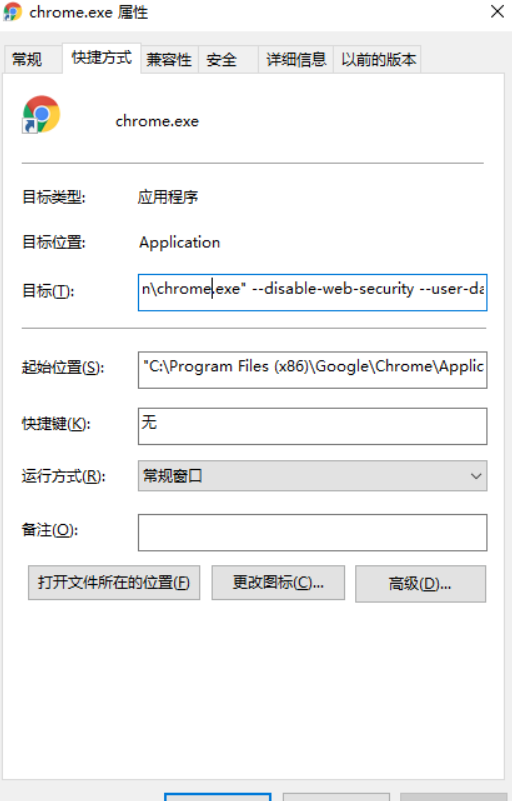 chrome.exe 属性
常规 快捷方式 兼容性 安全 详细信息 以前的版本
chrome.exe
目标类型: 应用程序
目标位置: Application
目标(T): n\chrome.exe" --disable-web-security --user-da
起始位置(S): "C:\Program Files (x86)\Google\Chrome\Applic
快捷键(K): 无
运行方式(R): 常规窗口
备注(O):
打开文件所在的位置(F) 更改图标(C)... 高级(D)...